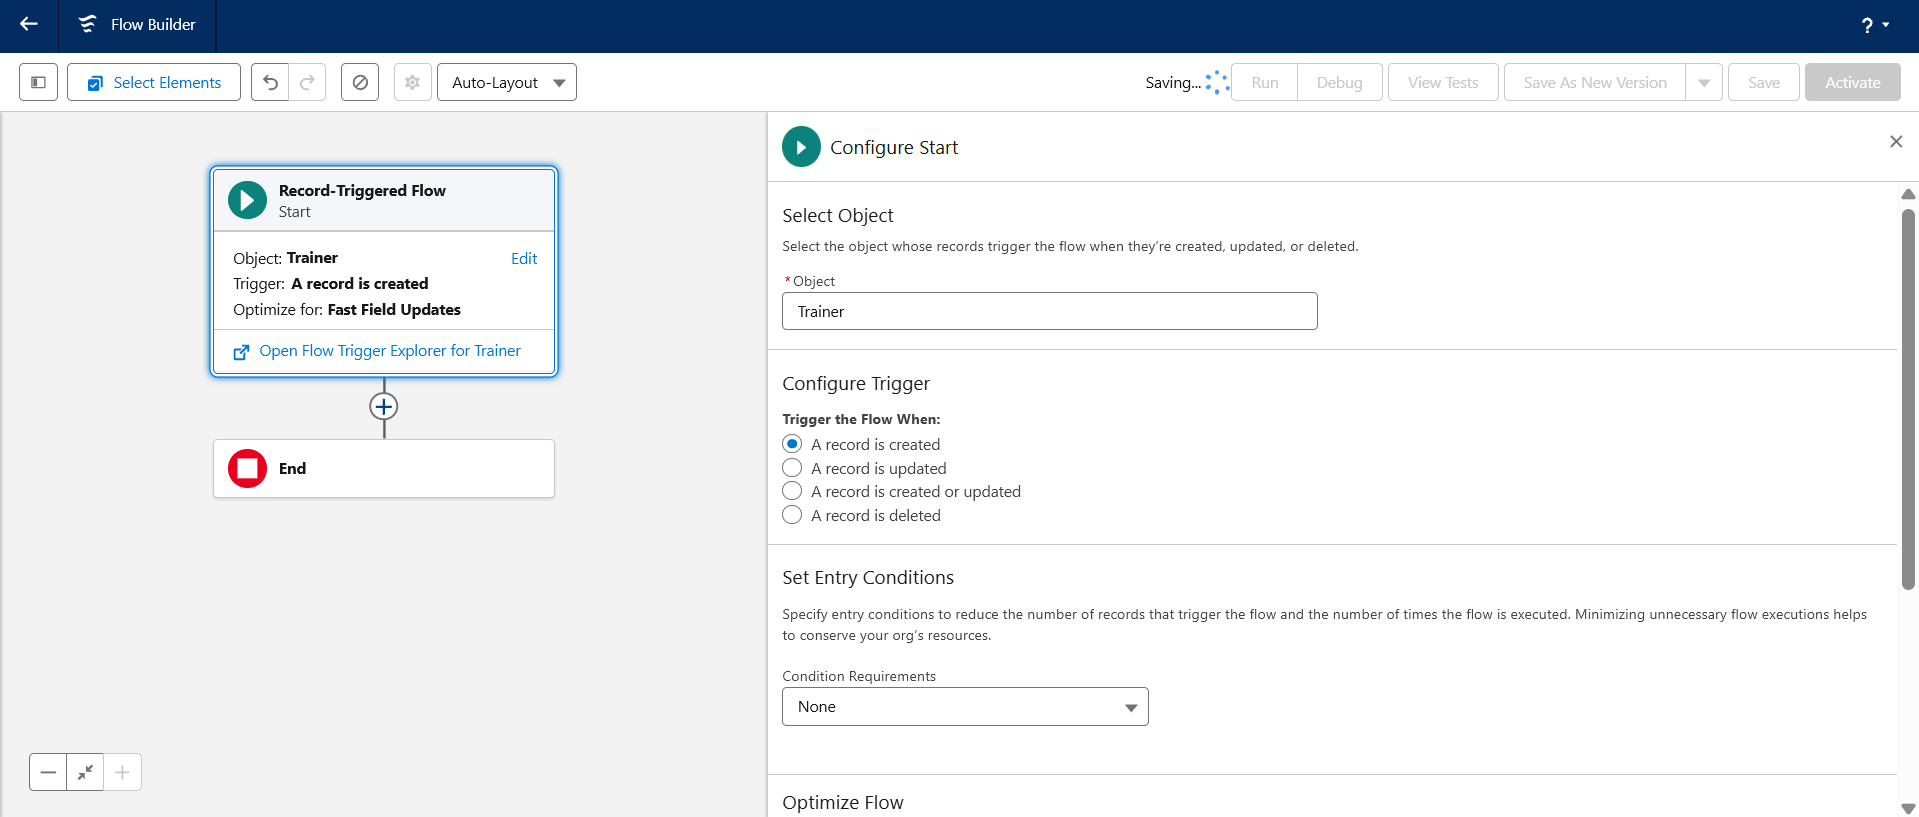 Flow Builder
?
Select Elements
Auto-Layout
Saving...
Run
Debug
View Tests
Save As New Version
Save
Activate
Record-Triggered Flow
Start
Object: Trainer
Edit
Trigger: A record is created
Optimize for: Fast Field Updates
Open Flow Trigger Explorer for Trainer
End
Configure Start
Select Object
Select the object whose records trigger the flow when they’re created, updated, or deleted.
*Object
Trainer
Configure Trigger
Trigger the Flow When:
A record is created
A record is updated
A record is created or updated
A record is deleted
Set Entry Conditions
Specify entry conditions to reduce the number of records that trigger the flow and the number of times the flow is executed. Minimizing unnecessary flow executions helps
to conserve your org’s resources.
Condition Requirements
None
Optimize Flow